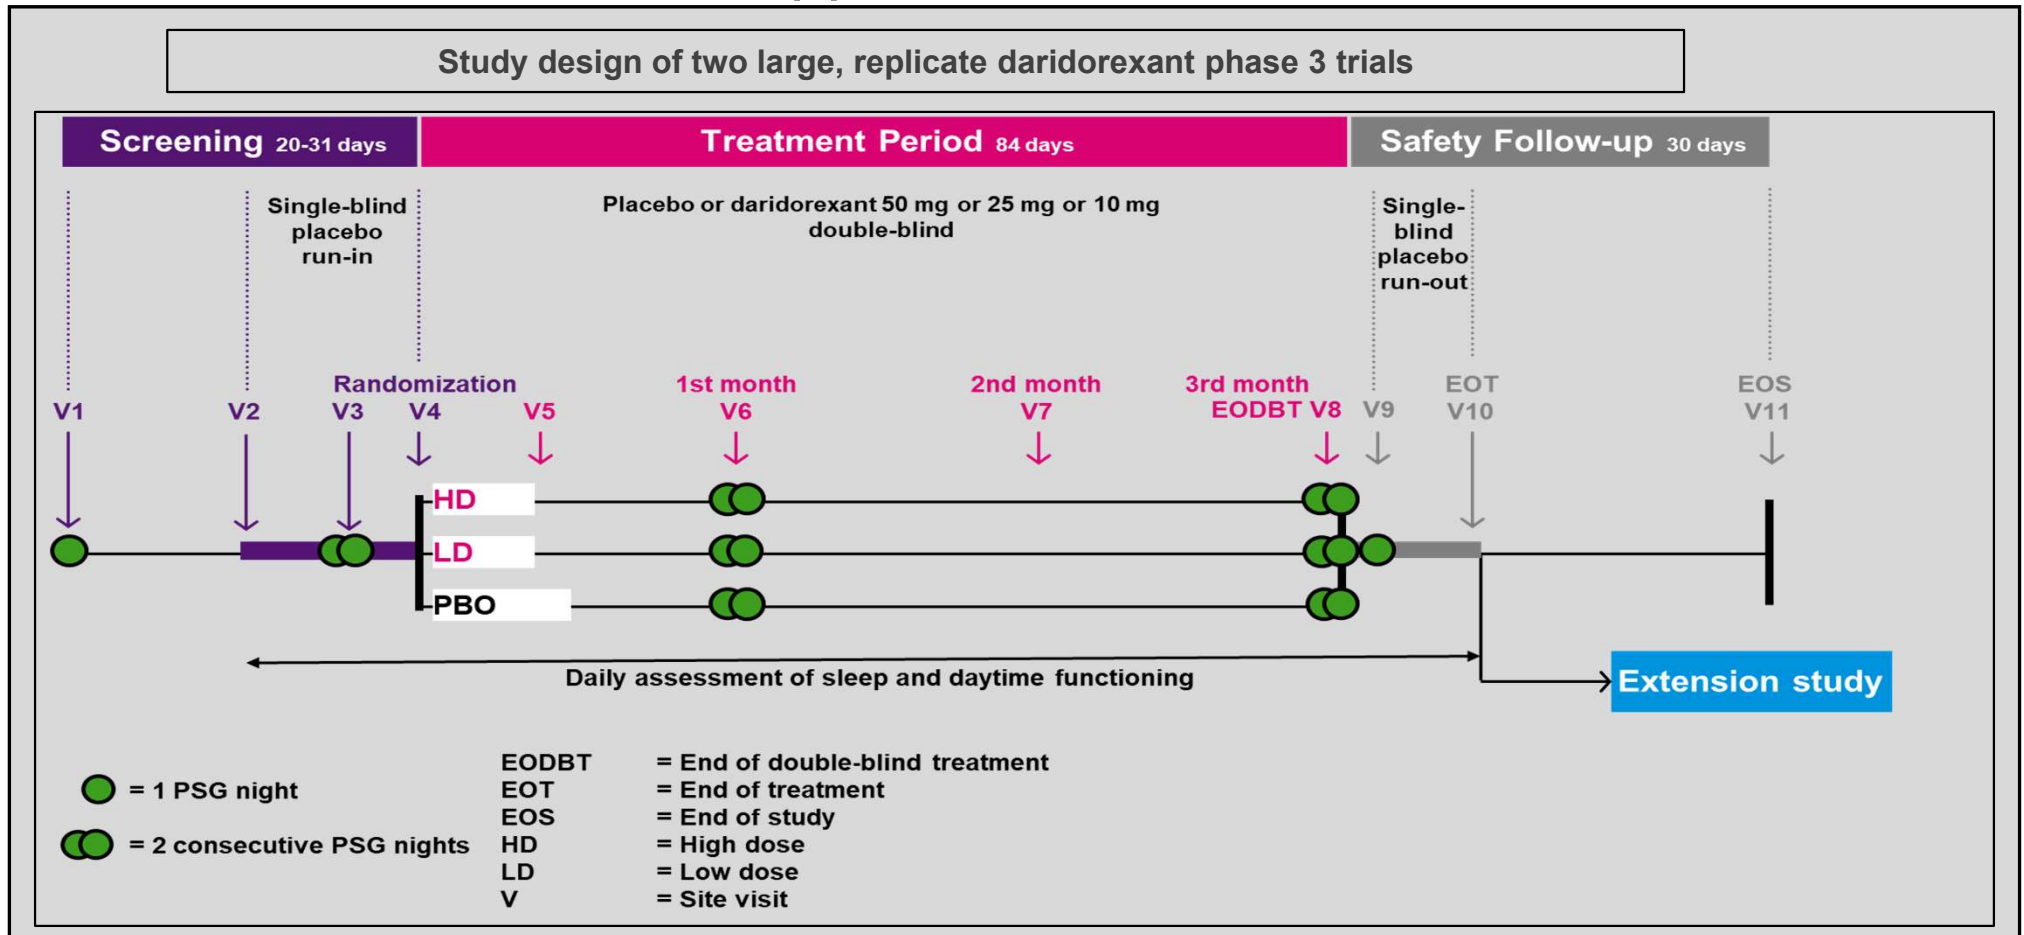 Study design of two large, replicate daridorexant phase 3 trials
Screening 20-31 days
Treatment Period 84 days
Safety Follow-up 30 days
Single-blind
placebo
run-in
Placebo or daridorexant 50 mg or 25 mg or 10 mg
double-blind
Single-
blind
placebo
run-out
Randomization
1st month
2nd month
3rd month
EOT
EOS
V1
V2
V3
V4
V5
V6
V7
EODBT V8
V9
V10
V11
HD
LD
PBO
Daily assessment of sleep and daytime functioning
Extension study
= 1 PSG night
= 2 consecutive PSG nights
EODBT = End of double-blind treatment
EOT = End of treatment
EOS = End of study
HD = High dose
LD = Low dose
V = Site visit